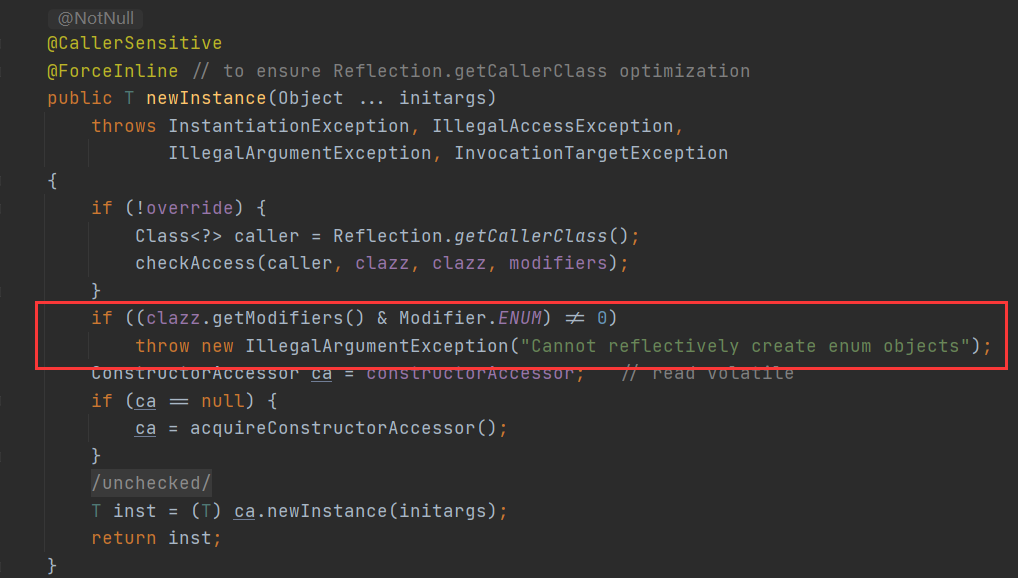 @NotNull
@CallerSensitive
@ForceInline // to ensure Reflection.getCallerClass optimization
public T newInstance(Object ... initargs)
throws InstantiationException, IllegalAccessException,
IllegalArgumentException, InvocationTargetException
{
if (!override) {
Class<?> caller = Reflection.getCallerClass();
checkAccess(caller, clazz, clazz, modifiers);
}
if ((clazz.getModifiers() & Modifier.ENUM) ≠ 0)
throw new IllegalArgumentException("Cannot reflectively create enum objects");
ConstructorAccessor ca = constructorAccessor; // read volatile
if (ca == null) {
ca = acquireConstructorAccessor();
}
/unchecked/
T inst = (T) ca.newInstance(initargs);
return inst;
}